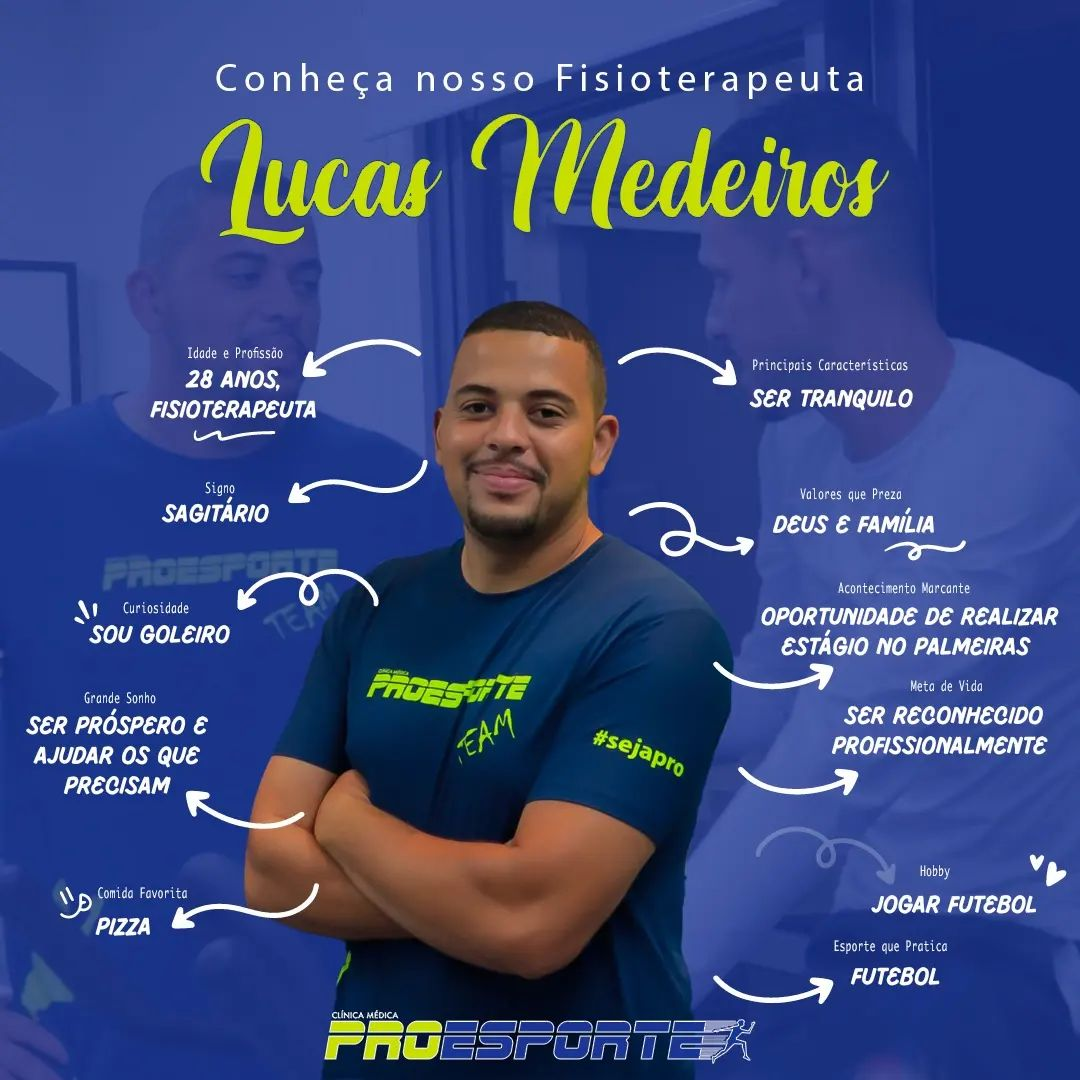 Conheça nosso Fisioterapeuta
Lucas Medeiros
Idade e Profissão
28 ANOS,
FISIOTERAPEUTA
Signo
SAGITÁRIO
Curiosidade
SOU GOLEIRO
Grande Sonho
SER PRÓSPERO E
AJUDAR OS QUE
PRECISAM
Comida Favorita
PIZZA
Principais Características
SER TRANQUILO
Valores que Preza
DEUS E FAMÍLIA
Acontecimento Marcante
OPORTUNIDADE DE REALIZAR
ESTÁGIO NO PALMEIRAS
Meta de Vida
SER RECONHECIDO
PROFISSIONALMENTE
Hobby
JOGAR FUTEBOL
Esporte que Pratica
FUTEBOL
PROESPORTE
TEAM
CLÍNICA MÉDICA
PROESPORTE
TEAM
#sejapro
CLÍNICA MÉDICA
PROESPORTE